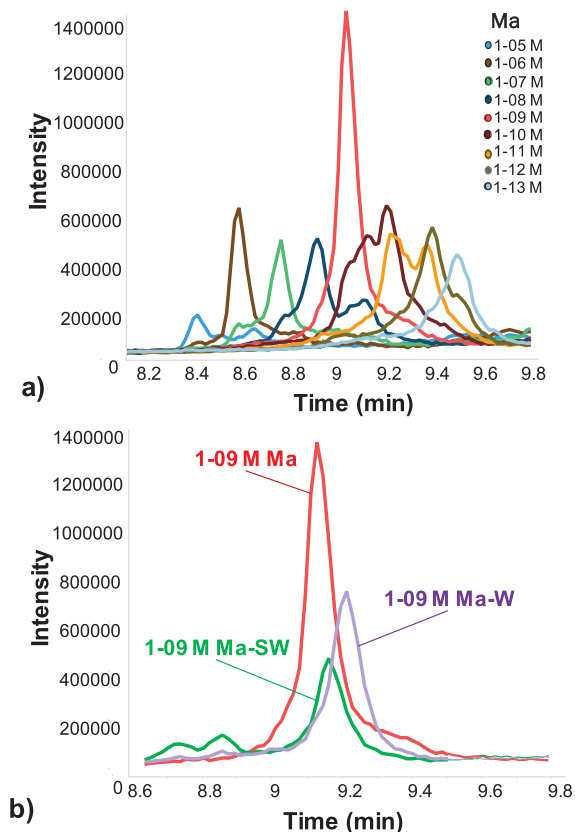 Ma
1-05 M
1-06 M
1-07 M
1-08 M
1-09 M
1-10 M
1-11 M
1-12 M
1-13 M
1400000
1200000
1000000
800000
600000
400000
200000
0
Intensity
8.2 8.4 8.6 8.8 9 9.2 9.4 9.6 9.8
Time (min)
a)
1400000
1200000
1000000
800000
600000
400000
200000
0
Intensity
1-09 M Ma
1-09 M Ma-W
1-09 M Ma-SW
8.6 8.8 9 9.2 9.4 9.6 9.8
Time (min)
b)